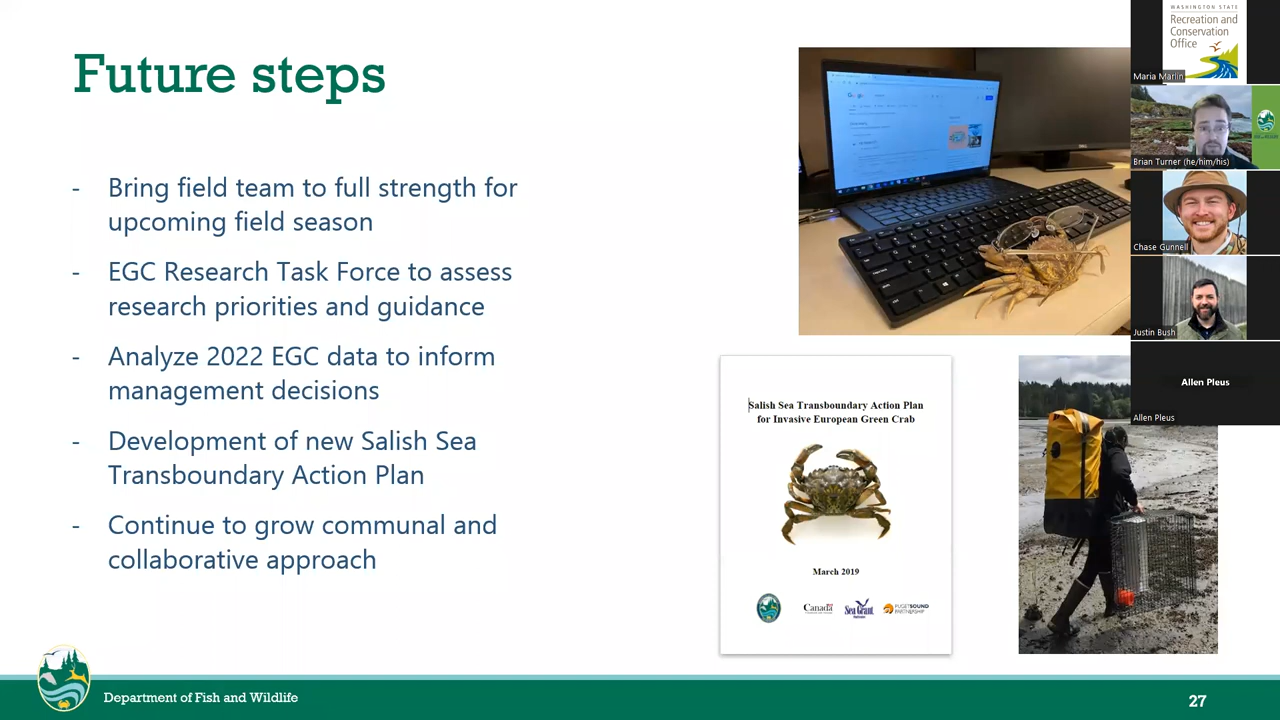 Future steps
- Bring field team to full strength for
upcoming field season
- EGC Research Task Force to assess
research priorities and guidance
- Analyze 2022 EGC data to inform
management decisions
- Development of new Salish Sea
Transboundary Action Plan
- Continue to grow communal and
collaborative approach
Salish Sea Transboundary Action Plan
for Invasive European Green Crab
March 2019
Canada
Sea Grant
PUGETSOUND
PARTNERSHIP
WASHINGTON STATE
Recreation and
Conservation
Office
Maria Marlin
Brian Turner (he/him/his)
Chase Gunnell
Justin Bush
Allen Pleus
Allen Pleus
DELL
Department of Fish and Wildlife
27